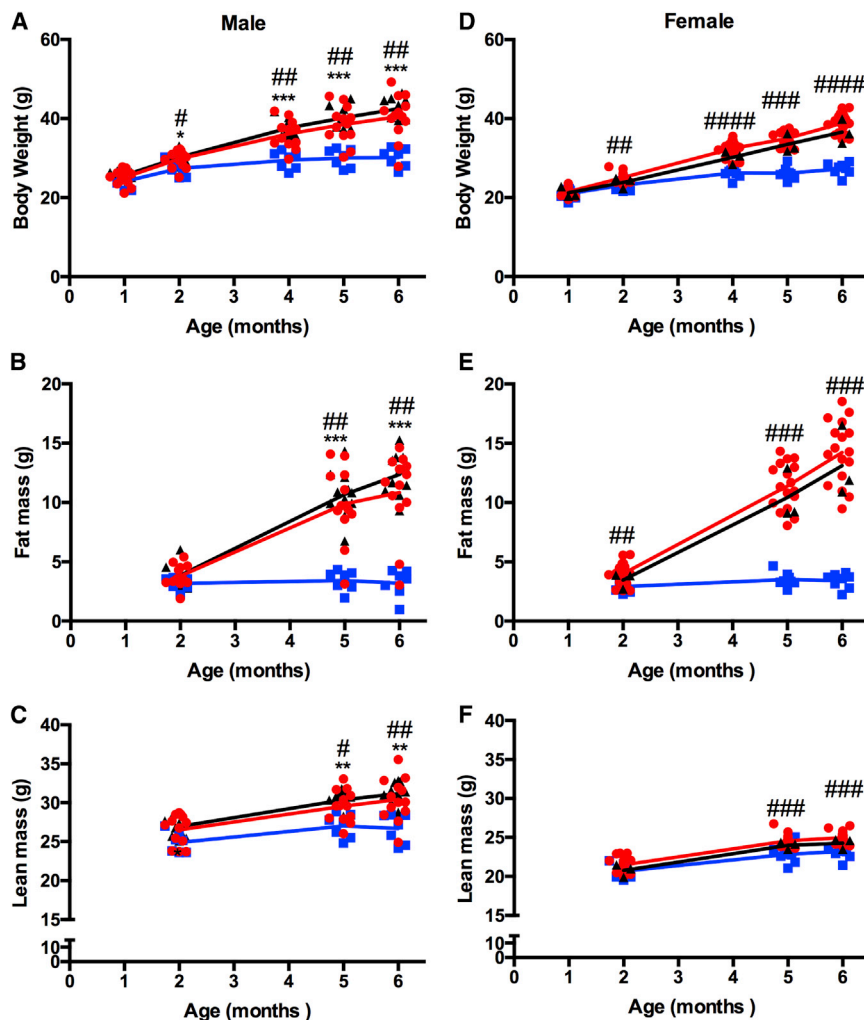 A
Male
Body Weight (g)
60
40
20
0
#
*
##
***
##
***
##
***
0 1 2 3 4 5 6
Age (months)
D
Female
Body Weight (g)
60
40
20
0
##
####
###
####
0 1 2 3 4 5 6
Age (months)
B
Fat mass (g)
20
15
10
5
0
##
***
##
***
0 1 2 3 4 5 6
Age (months )
E
Fat mass (g)
20
15
10
5
0
##
###
###
0 1 2 3 4 5 6
Age (months )
C
Lean mass (g)
40
35
30
25
20
15
10
0
#
**
##
**
*
0 1 2 3 4 5 6
Age (months )
F
Lean mass (g)
40
35
30
25
20
15
10
0
###
###
0 1 2 3 4 5 6
Age (months )